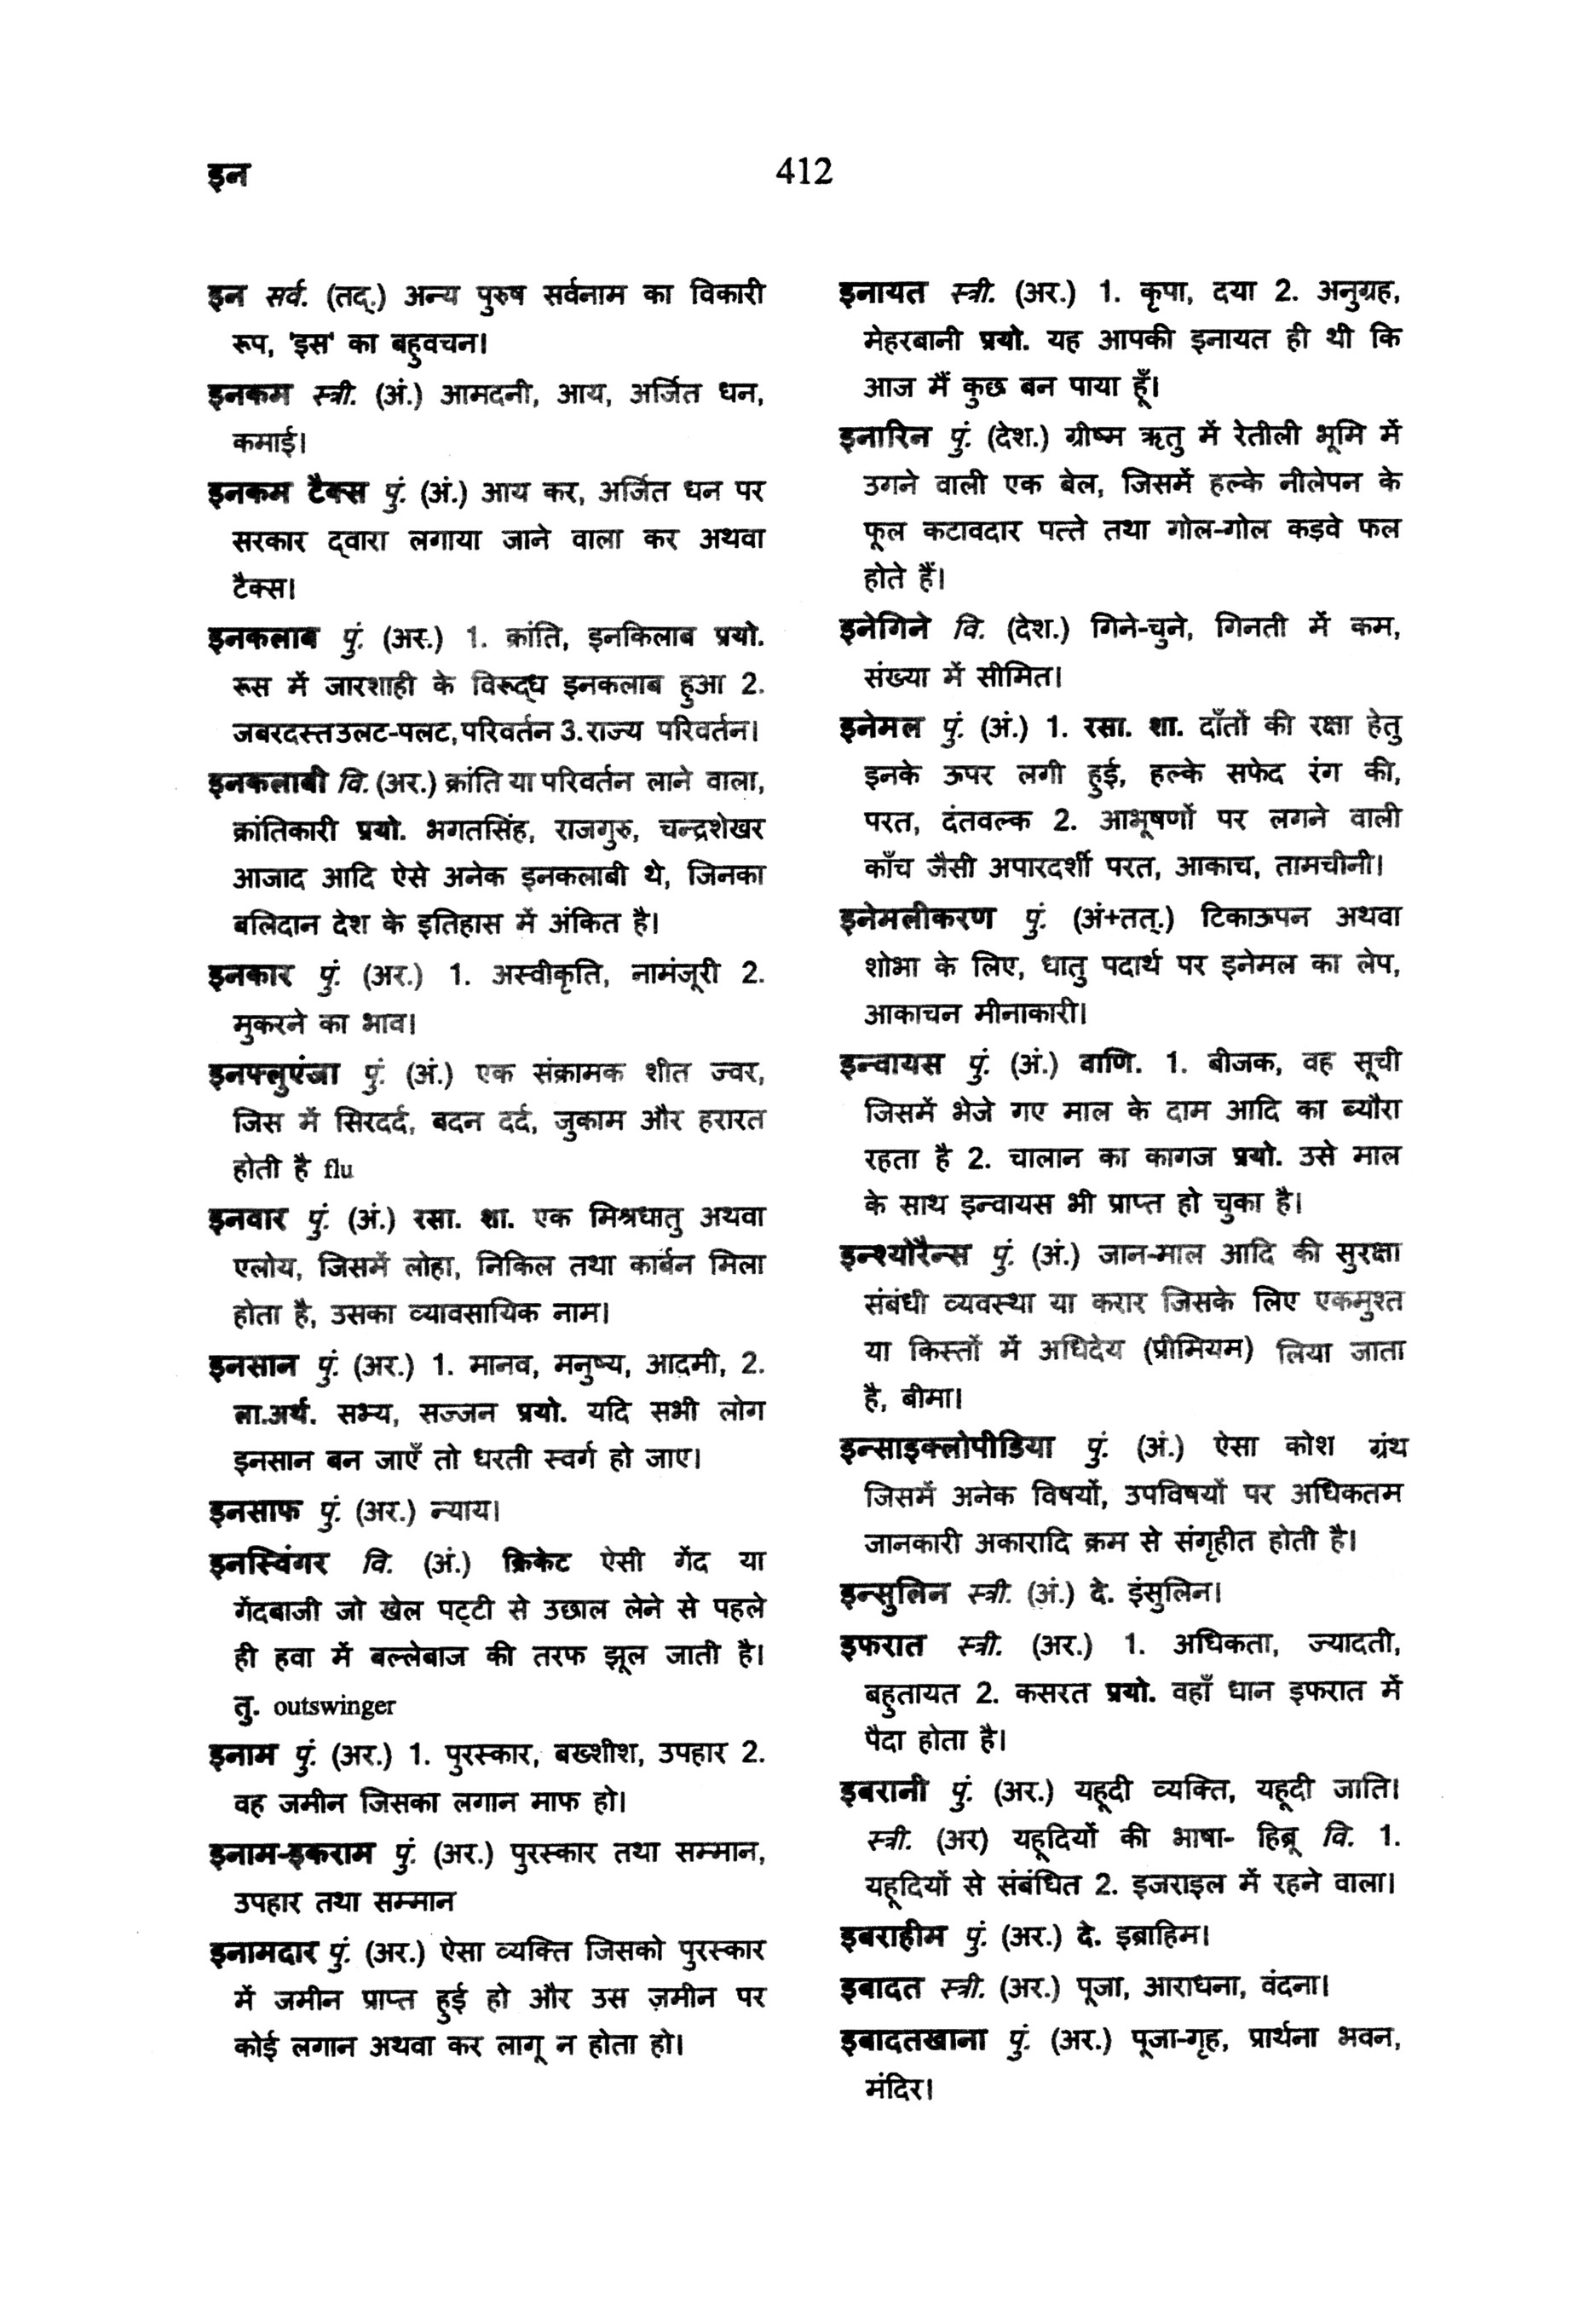 इन
412
इन सर्व. (तद्.) अन्य पुरुष सर्वनाम का विकारी
रूप, 'इस' का बहुवचन।
इनकम स्त्री. (अं.) आमदनी, आय, अर्जित धन,
कमाई।
इनकम टैक्स पुं. (अं.) आय कर, अर्जित धन पर
सरकार द्‌वारा लगाया जाने वाला कर अथवा
टैक्स।
इनकलाब पुं. (अर.) 1. क्रांति, इनकिलाब प्रयो.
रूस में जारशाही के विरूद्‌ध इनकलाब हुआ 2.
जबरदस्त उलट-पलट, परिवर्तन 3. राज्य परिवर्तन।
इनकलाबी वि. (अर.) क्रांति या परिवर्तन लाने वाला,
क्रांतिकारी प्रयो. भगतसिंह, राजगुरु, चन्द्रशेखर
आजाद आदि ऐसे अनेक इनकलाबी थे, जिनका
बलिदान देश के इतिहास में अंकित है।
इनकार पुं. (अर.) 1. अस्वीकृति, नामंजूरी 2.
मुकरने का भाव।
इनफ्लुएंजा पुं. (अं.) एक संक्रामक शीत ज्वर,
जिस में सिरदर्द, बदन दर्द, जुकाम और हरारत
होती है flu
इनवार पुं. (अं.) रसा. शा. एक मिश्रधातु अथवा
एलोय, जिसमें लोहा, निकिल तथा कार्बन मिला
होता है, उसका व्यावसायिक नाम।
इनसान पुं. (अर.) 1. मानव, मनुष्य, आदमी, 2.
ला.अर्थ. सभ्य, सज्जन प्रयो. यदि सभी लोग
इनसान बन जाएँ तो धरती स्वर्ग हो जाए।
इनसाफ पुं. (अर.) न्याय।
इनस्विंगर वि. (अं.) क्रिकेट ऐसी गेंद या
गेंदबाजी जो खेल पट्‌टी से उछाल लेने से पहले
ही हवा में बल्लेबाज की तरफ झूल जाती है।
तु. outswinger
इनाम पुं. (अर.) 1. पुरस्कार, बख्शीश, उपहार 2.
वह जमीन जिसका लगान माफ हो।
इनाम-इकराम पुं. (अर.) पुरस्कार तथा सम्मान,
उपहार तथा सम्मान
इनामदार पुं. (अर.) ऐसा व्यक्ति जिसको पुरस्कार
में जमीन प्राप्त हुई हो और उस ज़मीन पर
कोई लगान अथवा कर लागू न होता हो।
इनायत स्त्री. (अर.) 1. कृपा, दया 2. अनुग्रह,
मेहरबानी प्रयो. यह आपकी इनायत ही थी कि
आज मैं कुछ बन पाया हूँ।
इनारिन पुं. (देश.) ग्रीष्म ऋतु में रेतीली भूमि में
उगने वाली एक बेल, जिसमें हल्के नीलेपन के
फूल कटावदार पत्ते तथा गोल-गोल कड़वे फल
होते हैं।
इनेगिने वि. (देश.) गिने-चुने, गिनती में कम,
संख्या में सीमित।
इनेमल पुं. (अं.) 1. रसा. शा. दाँतों की रक्षा हेतु
इनके ऊपर लगी हुई, हल्के सफेद रंग की,
परत, दंतवल्क 2. आभूषणों पर लगने वाली
काँच जैसी अपारदर्शी परत, आकाच, तामचीनी।
इनेमलीकरण पुं. (अं+तत्.) टिकाऊपन अथवा
शोभा के लिए, धातु पदार्थ पर इनेमल का लेप,
आकाचन मीनाकारी।
इन्वायस पुं. (अं.) वाणि. 1. बीजक, वह सूची
जिसमें भेजे गए माल के दाम आदि का ब्यौरा
रहता है 2. चालान का कागज प्रयो. उसे माल
के साथ इन्वायस भी प्राप्त हो चुका है।
इन्श्योरैन्स पुं. (अं.) जान-माल आदि की सुरक्षा
संबंधी व्यवस्था या करार जिसके लिए एकमुश्त
या किस्तों में अधिदेय (प्रीमियम) लिया जाता
है, बीमा।
इन्साइक्लोपीडिया पुं. (अं.) ऐसा कोश ग्रंथ
जिसमें अनेक विषयों, उपविषयों पर अधिकतम
जानकारी अकारादि क्रम से संगृहीत होती है।
इन्सुलिन स्त्री. (अं.) दे. इंसुलिन।
इफरात स्त्री. (अर.) 1. अधिकता, ज्यादती,
बहुतायत 2. कसरत प्रयो. वहाँ धान इफरात में
पैदा होता है।
इबरानी पुं. (अर.) यहूदी व्यक्ति, यहूदी जाति।
स्त्री. (अर) यहूदियों की भाषा- हिब्रू वि. 1.
यहूदियों से संबंधित 2. इजराइल में रहने वाला।
इबराहीम पुं. (अर.) दे. इब्राहिम।
इबादत स्त्री. (अर.) पूजा, आराधना, वंदना।
इबादतखाना पुं. (अर.) पूजा-गृह, प्रार्थना भवन,
मंदिर।